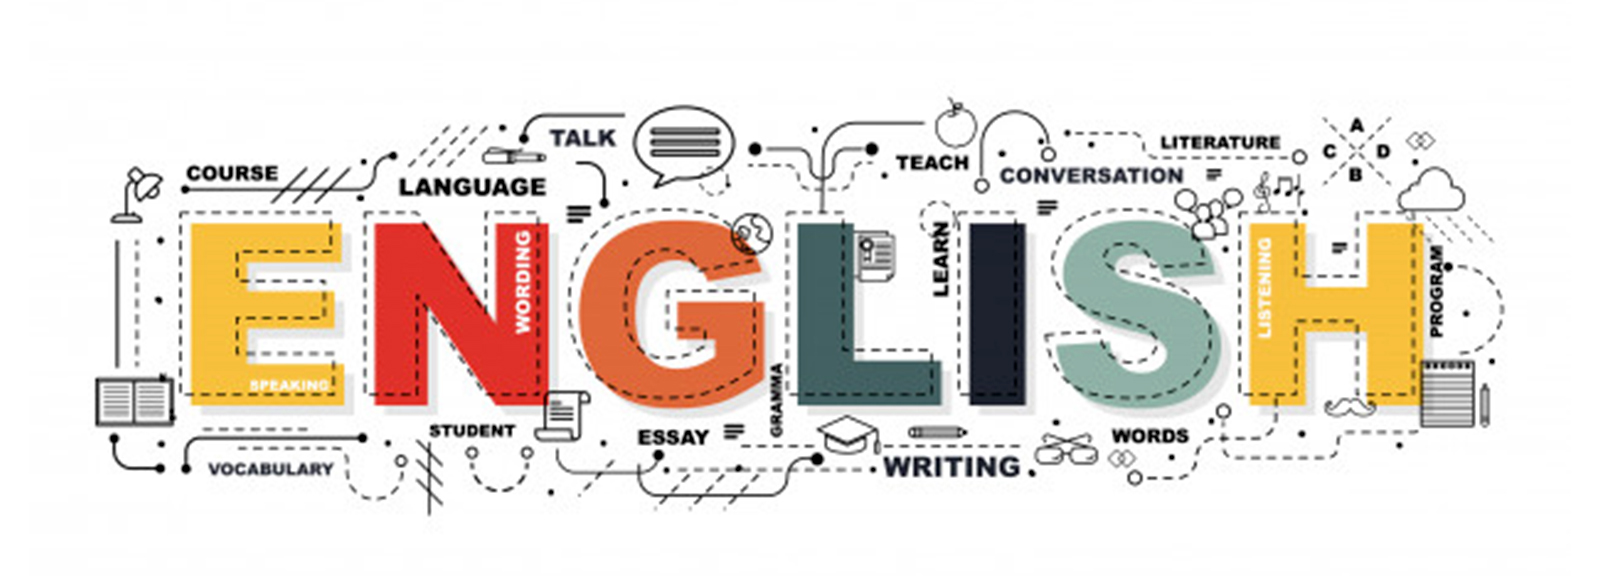 COURSE
LANGUAGE
TALK
TEACH
CONVERSATION
LITERATURE
A
C D
B
ENGLISH
SPEAKING
WORDING
GRAMMA
LEARN
LISTENING
PROGRAM
VOCABULARY
STUDENT
ESSAY
WRITING
WORDS